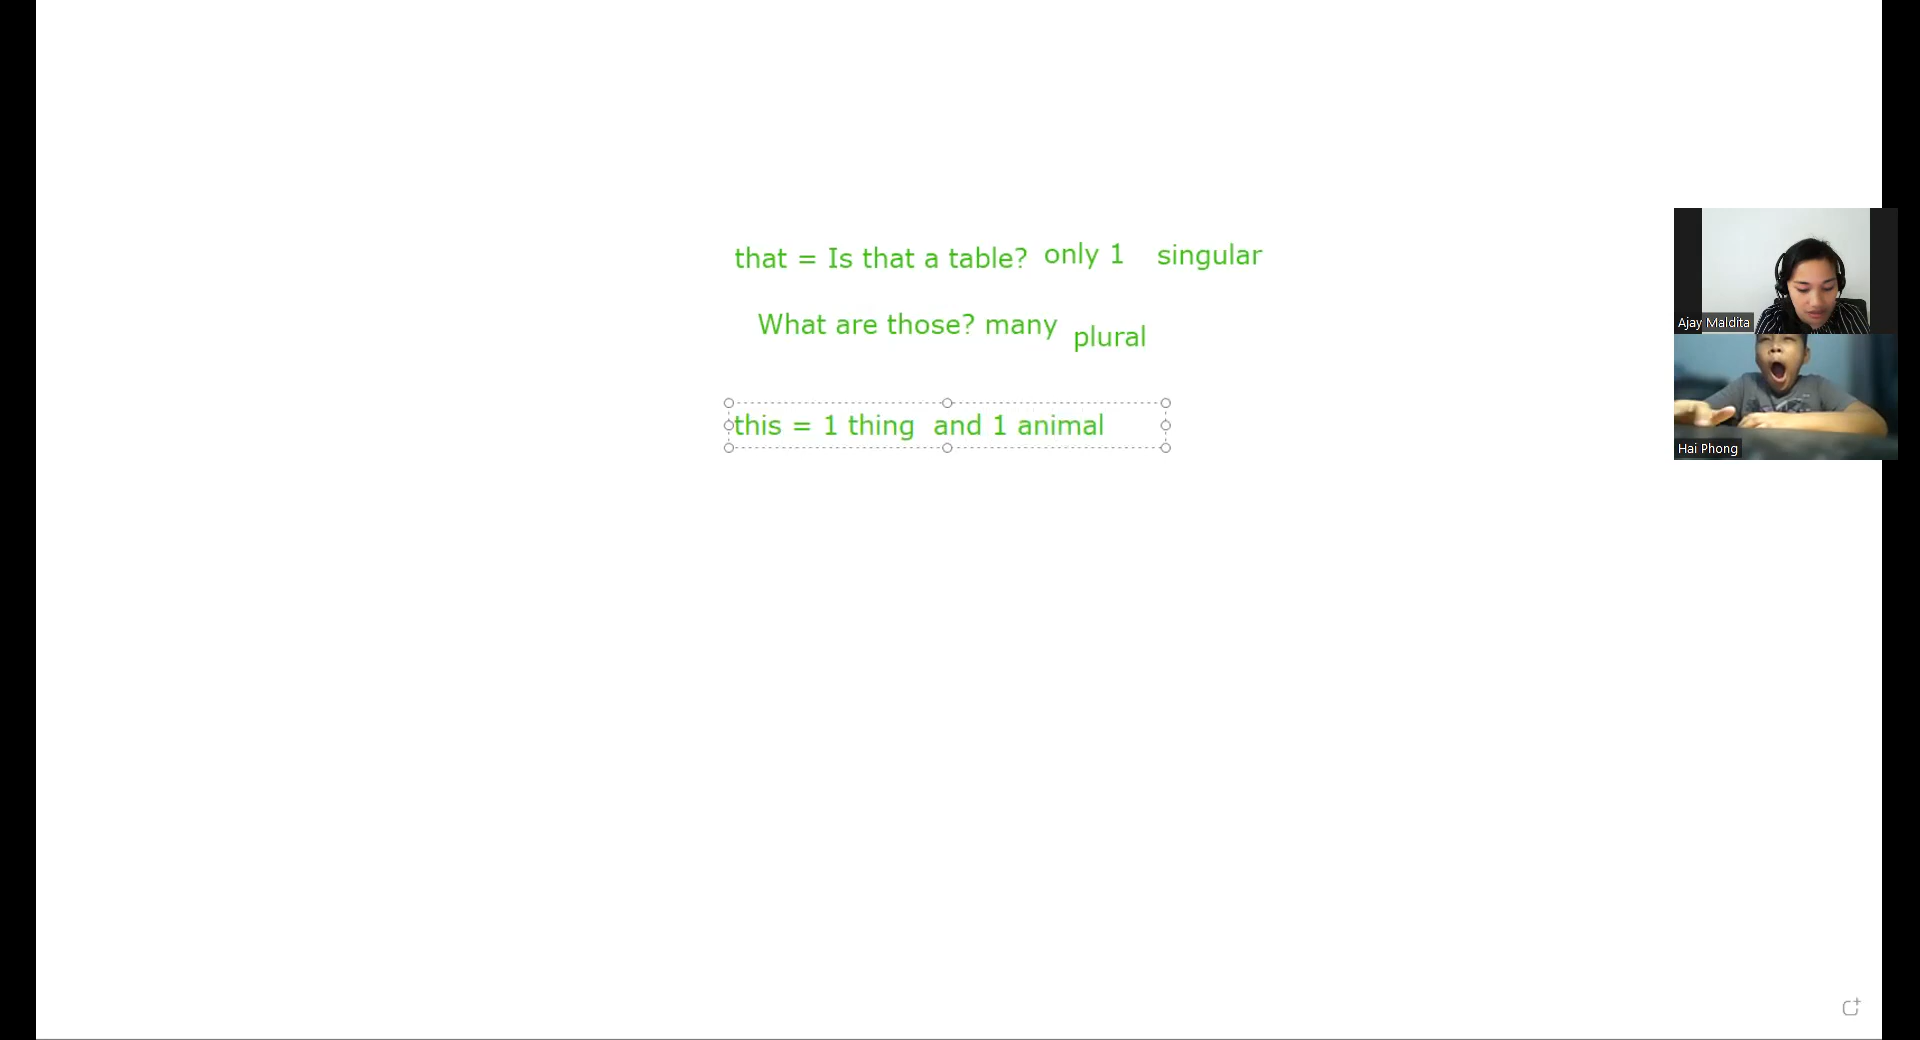 that = Is that a table? only 1 singular
What are those? many plural
this = 1 thing and 1 animal
Ajay Maldita
Hai Phong